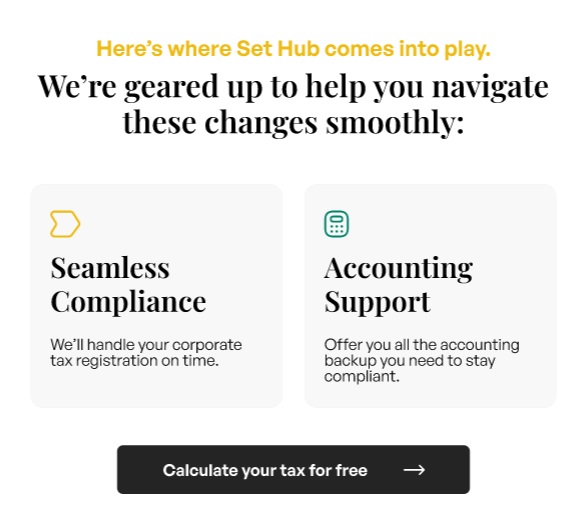 Here’s where Set Hub comes into play.
We’re geared up to help you navigate
these changes smoothly:
Seamless
Compliance
We’ll handle your corporate
tax registration on time.
Accounting
Support
Offer you all the accounting
backup you need to stay
compliant.
Calculate your tax for free